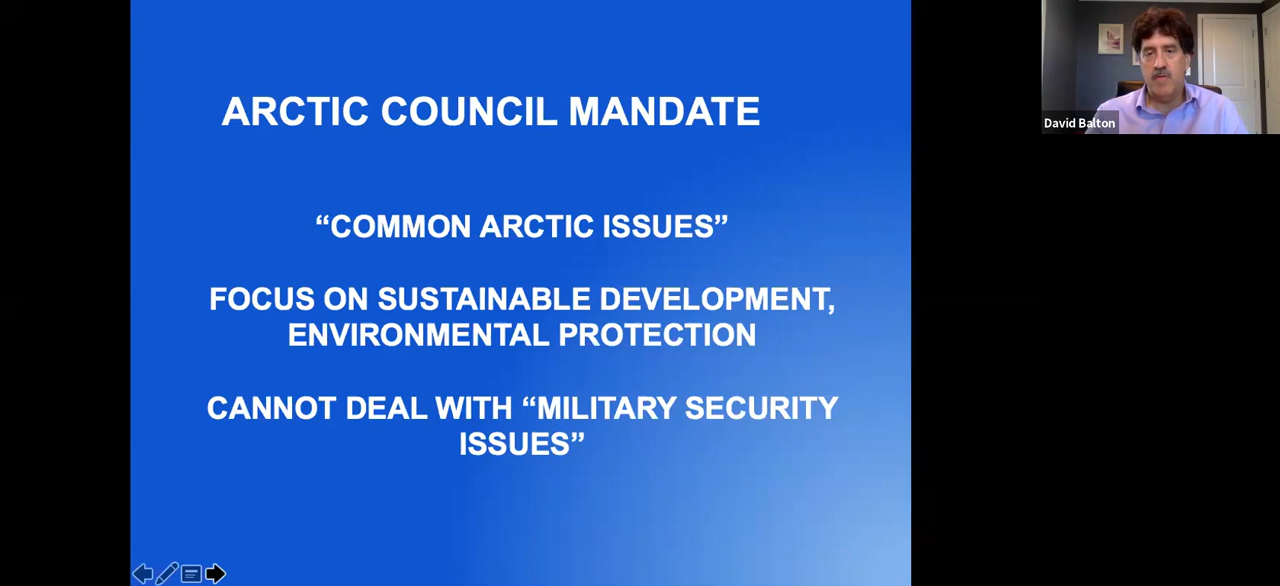 ARCTIC COUNCIL MANDATE
“COMMON ARCTIC ISSUES”
FOCUS ON SUSTAINABLE DEVELOPMENT,
ENVIRONMENTAL PROTECTION
CANNOT DEAL WITH “MILITARY SECURITY
ISSUES”
David Balton